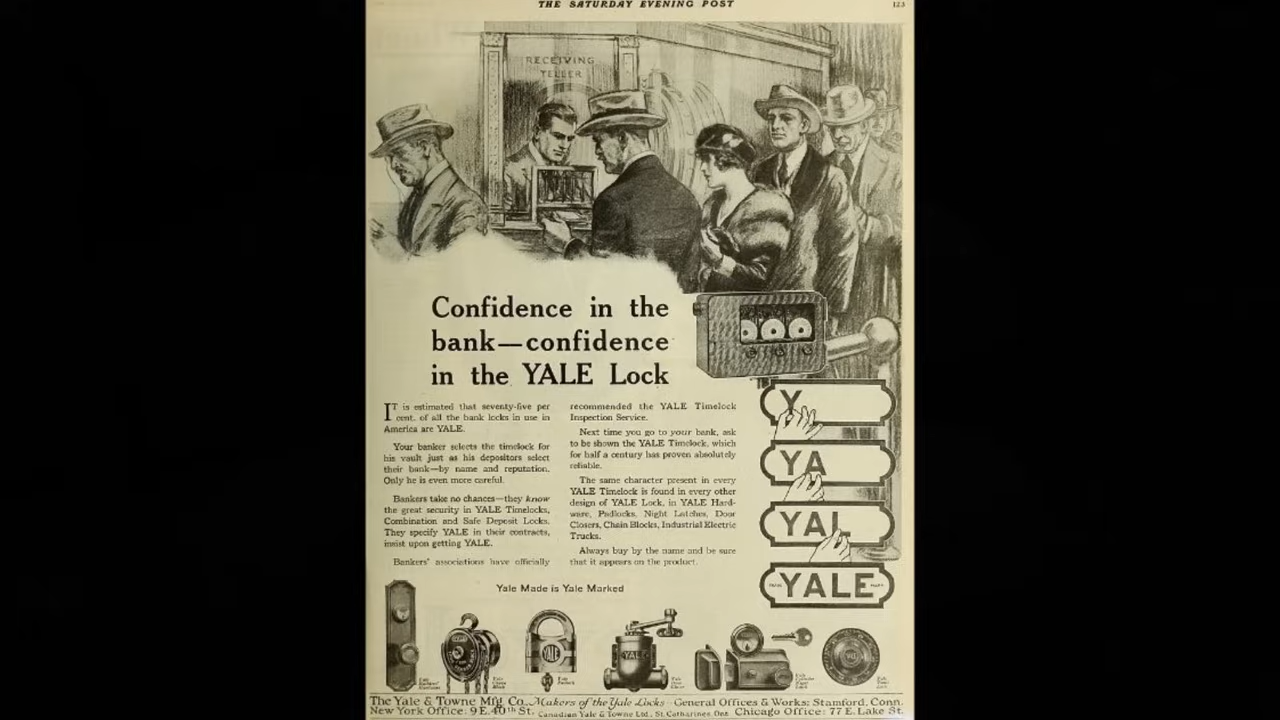 THE SATURDAY EVENING POST
123
RECEIVING
TELLER
Confidence in the
bank—confidence
in the YALE Lock
IT is estimated that seventy-five per
cent. of all the bank locks in use in
America are YALE.
Your banker selects the timelock for
his vault just as his depositors select
their bank—by name and reputation.
Only he is even more careful.
Bankers take no chances—they know
the great security in YALE Timelocks,
Combination and Safe Deposit Locks.
They specify YALE in their contracts,
insist upon getting YALE.
Bankers' associations have officially
recommended the YALE Timelock
Inspection Service.
Next time you go to your bank, ask
to be shown the YALE Timelock, which
for half a century has proven absolutely
reliable.
The same character present in every
YALE Timelock is found in every other
design of YALE Lock, in YALE Hard-
ware, Padlocks, Night Latches, Door
Closers, Chain Blocks, Industrial Electric
Trucks.
Always buy by the name and be sure
that it appears on the product.
Y
YA
YAL
YALE
Yale Made is Yale Marked
YALE
YALE
The Yale & Towne Mfg. Co., Makers of the Yale Locks General Offices & Works: Stamford, Conn.
New York Office: 9 E. 40th St. Canadian Yale & Towne Ltd., St. Catharines, Ont. Chicago Office: 77 E. Lake St.